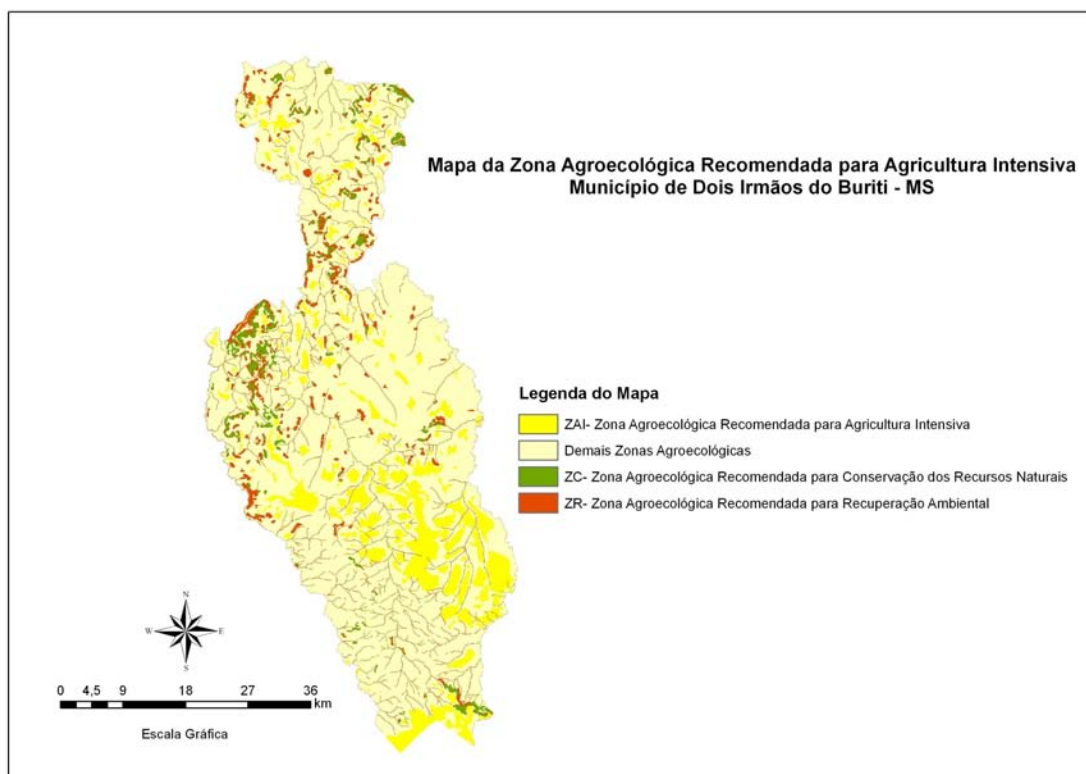 Mapa da Zona Agroecológica Recomendada para Agricultura Intensiva
Município de Dois Irmãos do Buriti - MS
Legenda do Mapa
ZAI- Zona Agroecológica Recomendada para Agricultura Intensiva
Demais Zonas Agroecológicas
ZC- Zona Agroecológica Recomendada para Conservação dos Recursos Naturais
ZR- Zona Agroecológica Recomendada para Recuperação Ambiental
N
W E
S
0 4,5 9 18 27 36
km
Escala Gráfica